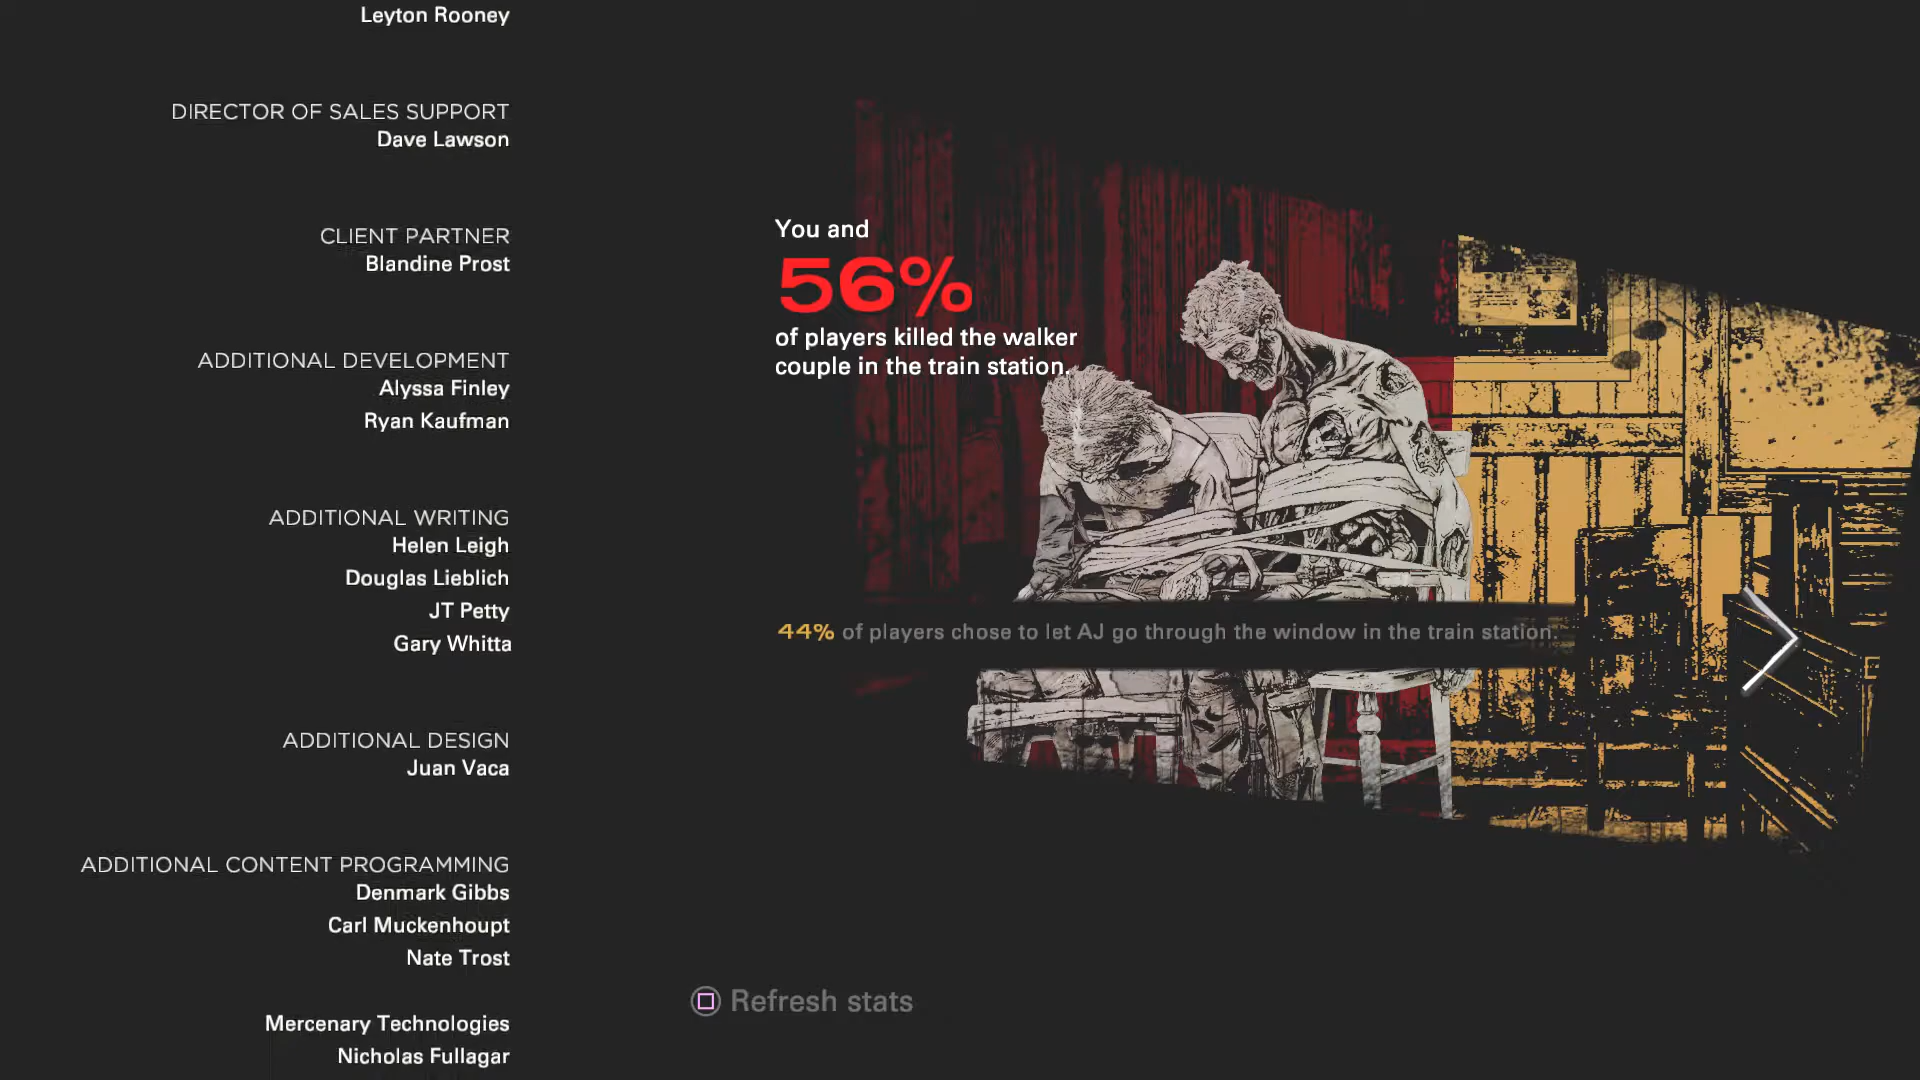 Leyton Rooney
DIRECTOR OF SALES SUPPORT
Dave Lawson
CLIENT PARTNER
Blandine Prost
ADDITIONAL DEVELOPMENT
Alyssa Finley
Ryan Kaufman
ADDITIONAL WRITING
Helen Leigh
Douglas Lieblich
JT Petty
Gary Whitta
ADDITIONAL DESIGN
Juan Vaca
ADDITIONAL CONTENT PROGRAMMING
Denmark Gibbs
Carl Muckenhoupt
Nate Trost
Mercenary Technologies
Nicholas Fullagar
You and
56%
of players killed the walker
couple in the train station.
44% of players chose to let AJ go through the window in the train station.
Refresh stats